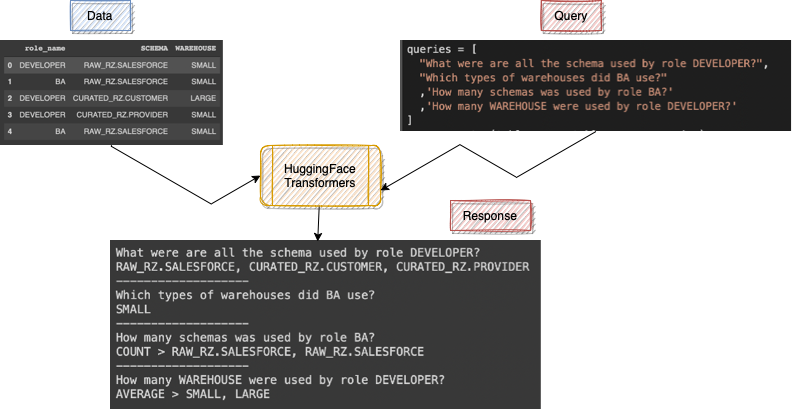 Data
Query
role_name SCHEMA WAREHOUSE
0 DEVELOPER RAW_RZ.SALESFORCE SMALL
1 BA RAW_RZ.SALESFORCE SMALL
2 DEVELOPER CURATED_RZ.CUSTOMER LARGE
3 DEVELOPER CURATED_RZ.PROVIDER SMALL
4 BA RAW_RZ.SALESFORCE SMALL
queries = [
"What were are all the schema used by role DEVELOPER?",
"Which types of warehouses did BA use?"
,'How many schemas was used by role BA?'
,'How many WAREHOUSE were used by role DEVELOPER?'
]
HuggingFace
Transformers
Response
What were are all the schema used by role DEVELOPER?
RAW_RZ.SALESFORCE, CURATED_RZ.CUSTOMER, CURATED_RZ.PROVIDER
-------------------
Which types of warehouses did BA use?
SMALL
-------------------
How many schemas was used by role BA?
COUNT > RAW_RZ.SALESFORCE, RAW_RZ.SALESFORCE
-------------------
How many WAREHOUSE were used by role DEVELOPER?
AVERAGE > SMALL, LARGE